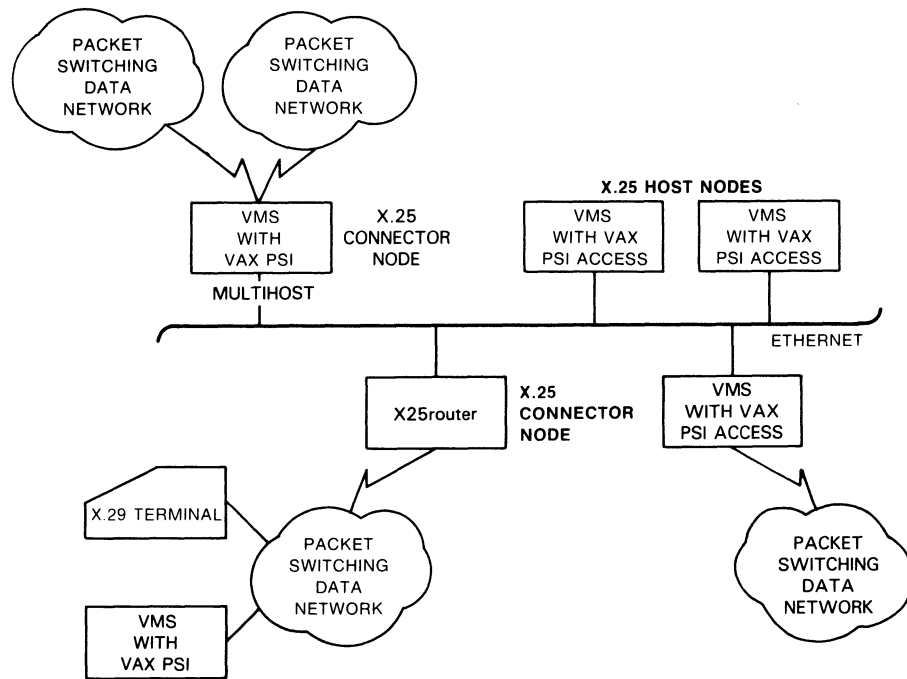 PACKET
SWITCHING
DATA
NETWORK
PACKET
SWITCHING
DATA
NETWORK
VMS
WITH
VAX PSI
X.25
CONNECTOR
NODE
MULTIHOST
X.25 HOST NODES
VMS
WITH VAX
PSI ACCESS
VMS
WITH VAX
PSI ACCESS
ETHERNET
X25router
X.25
CONNECTOR
NODE
VMS
WITH VAX
PSI ACCESS
X.29 TERMINAL
PACKET
SWITCHING
DATA
NETWORK
VMS
WITH
VAX PSI
PACKET
SWITCHING
DATA
NETWORK